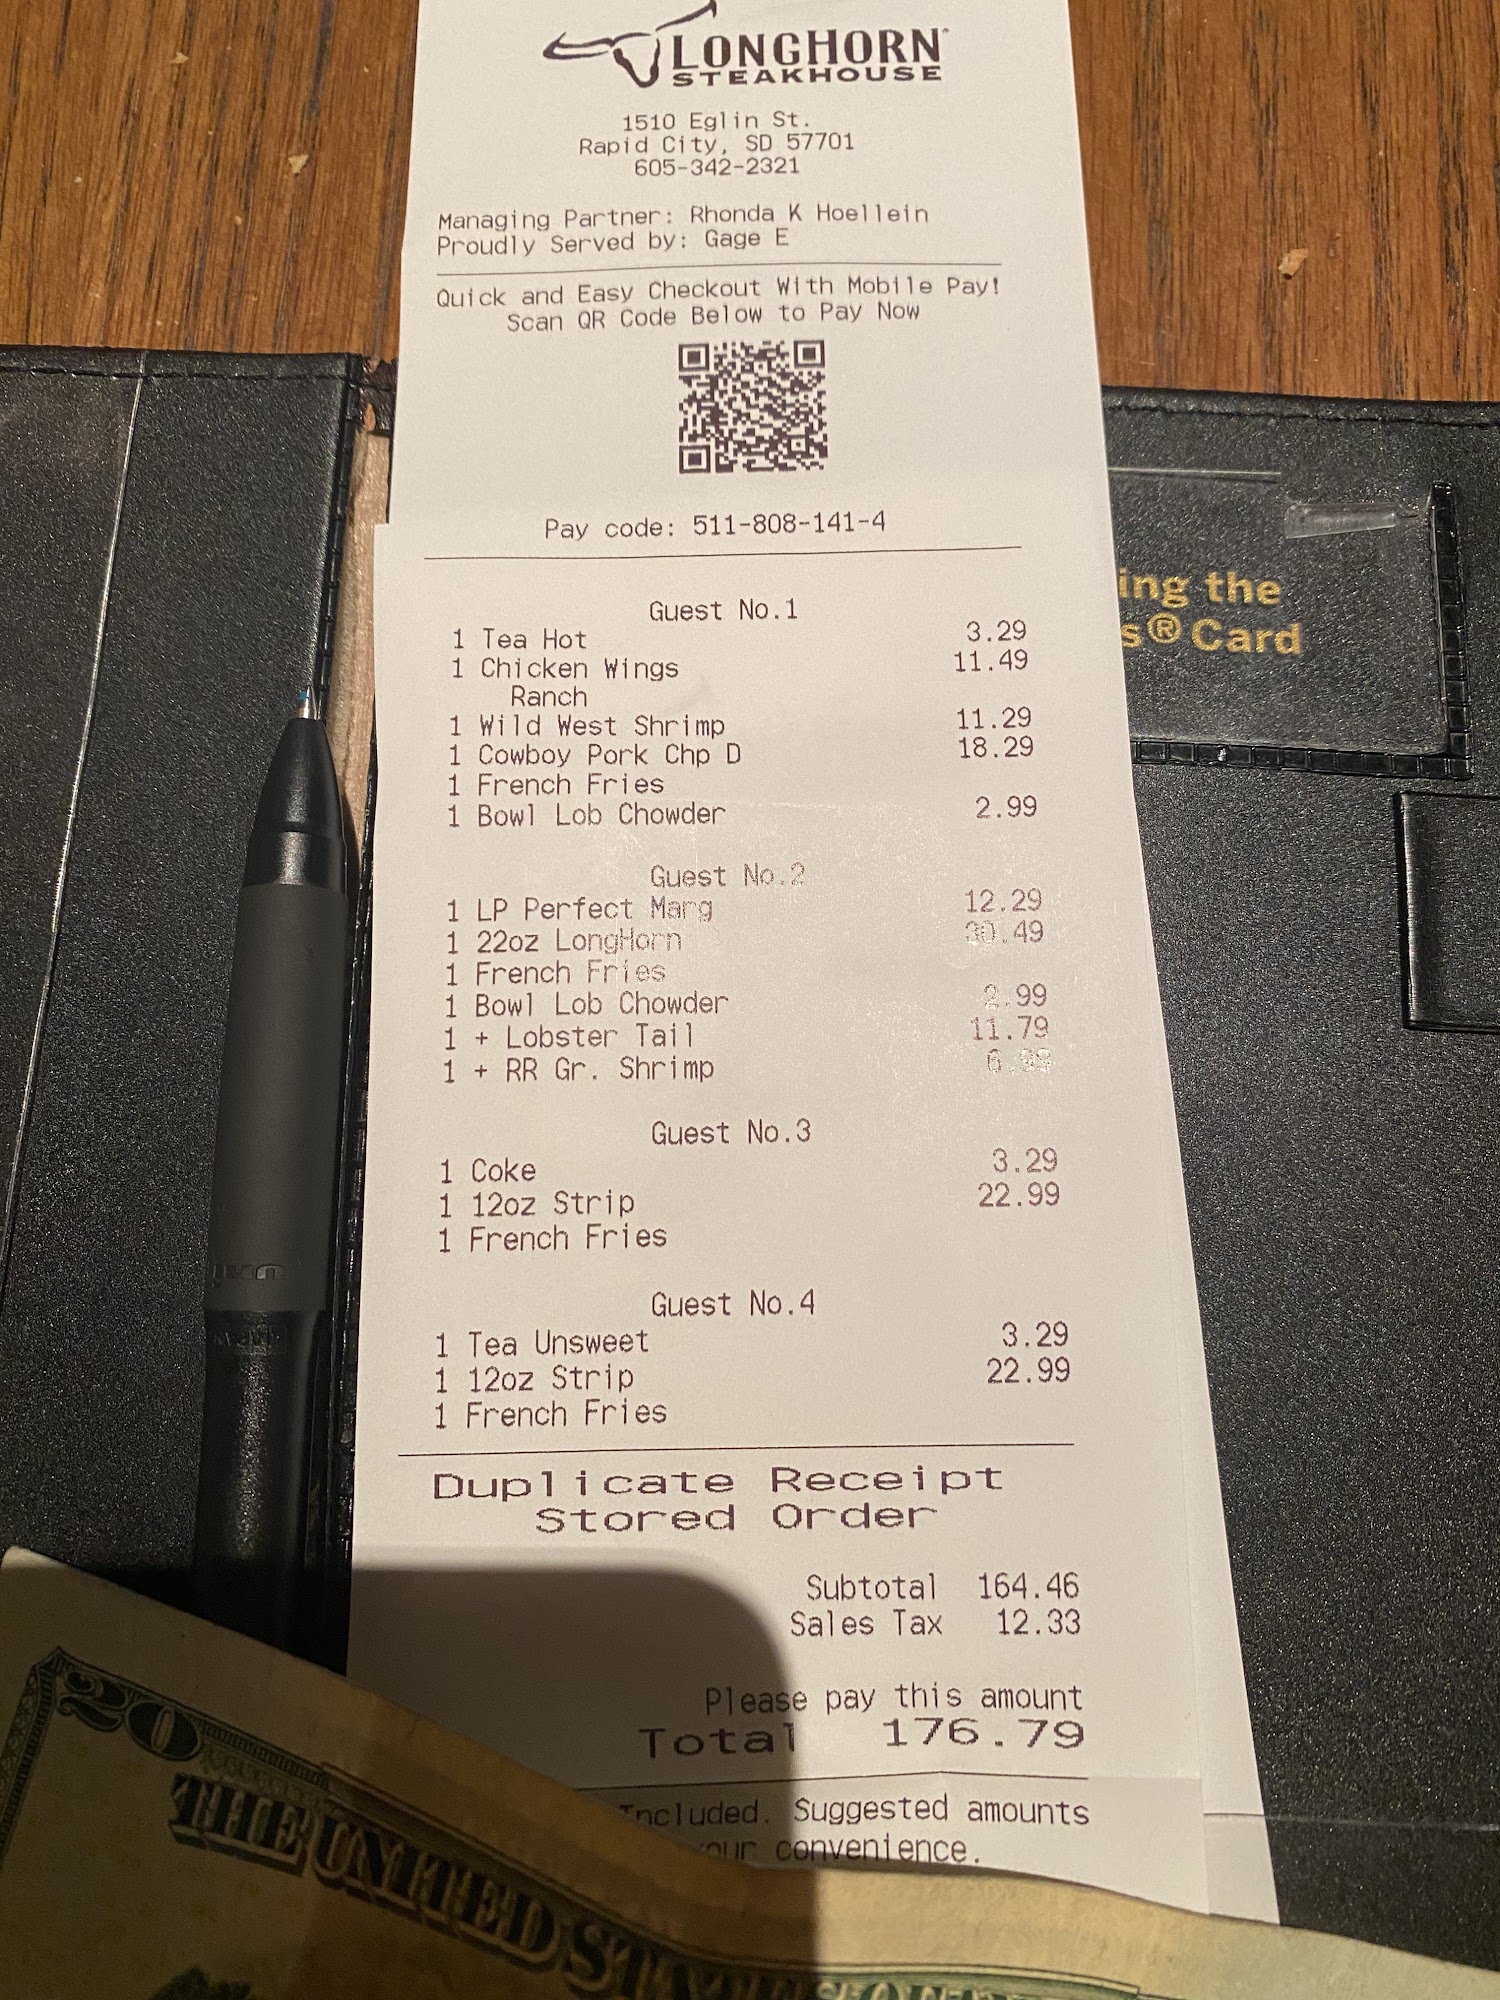 LONGHORN
STEAKHOUSE
1510 Eglin St.
Rapid City, SD 57701
605-342-2321
Managing Partner: Rhonda K Hoellein
Proudly Served by: Gage E
Quick and Easy Checkout With Mobile Pay!
Scan QR Code Below to Pay Now
Pay code: 511-808-141-4
Guest No.1
1 Tea Hot 3.29
1 Chicken Wings 11.49
Ranch
1 Wild West Shrimp 11.29
1 Cowboy Pork Chp D 18.29
1 French Fries
1 Bowl Lob Chowder 2.99
Guest No.2
1 LP Perfect Marg 12.29
1 22oz LongHorn 30.49
1 French Fries
1 Bowl Lob Chowder 2.99
1 + Lobster Tail 11.79
1 + RR Gr. Shrimp 6.99
Guest No.3
1 Coke 3.29
1 12oz Strip 22.99
1 French Fries
Guest No.4
1 Tea Unsweet 3.29
1 12oz Strip 22.99
1 French Fries
Duplicate Receipt
Stored Order
Subtotal 164.46
Sales Tax 12.33
Please pay this amount
Total 176.79
Included. Suggested amounts
our convenience.
ing the
s® Card
20
THE UNITED STA